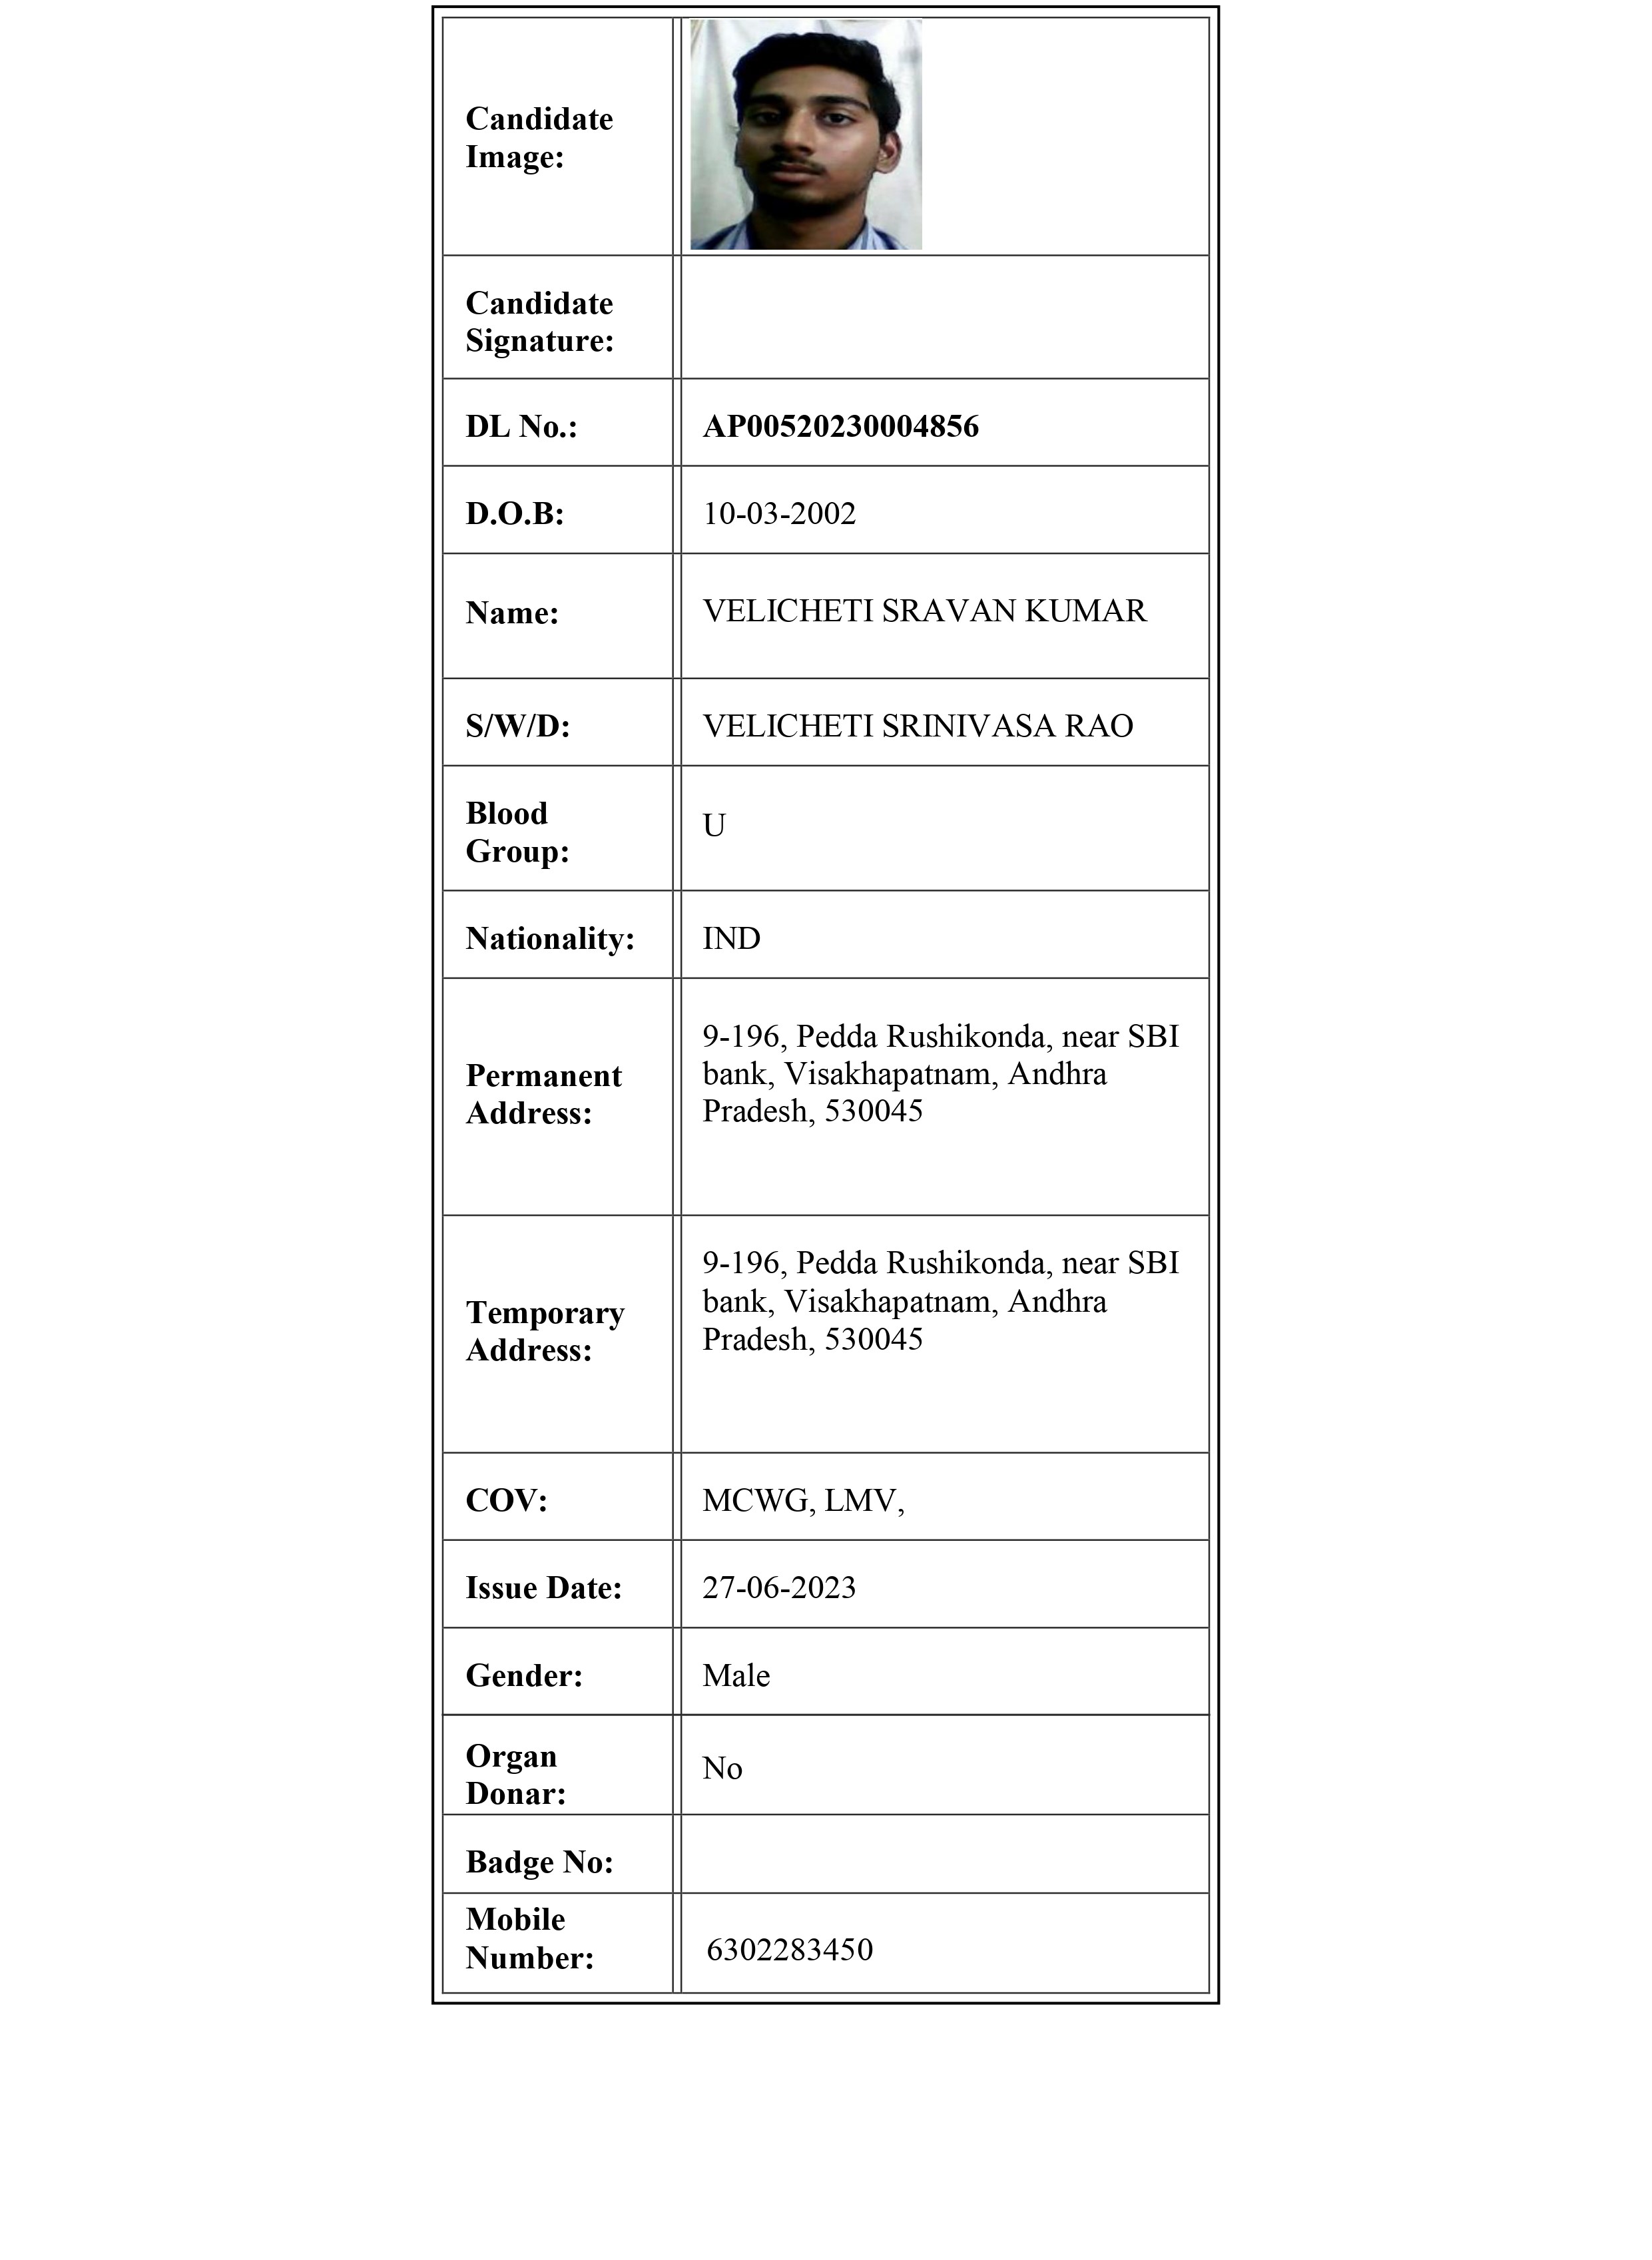 Candidate
Image:
Candidate
Signature:
DL No.: AP00520230004856
D.O.B: 10-03-2002
Name: VELICHETI SRAVAN KUMAR
S/W/D: VELICHETI SRINIVASA RAO
Blood
Group:
U
Nationality: IND
Permanent
Address:
9-196, Pedda Rushikonda, near SBI
bank, Visakhapatnam, Andhra
Pradesh, 530045
Temporary
Address:
9-196, Pedda Rushikonda, near SBI
bank, Visakhapatnam, Andhra
Pradesh, 530045
COV: MCWG, LMV,
Issue Date: 27-06-2023
Gender: Male
Organ
Donar:
No
Badge No:
Mobile
Number:
6302283450